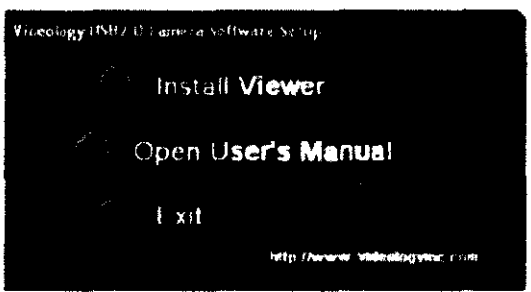 Videology USB2.0 Camera Software Setup
Install Viewer
Open User's Manual
Exit
http://www.videologyinc.com